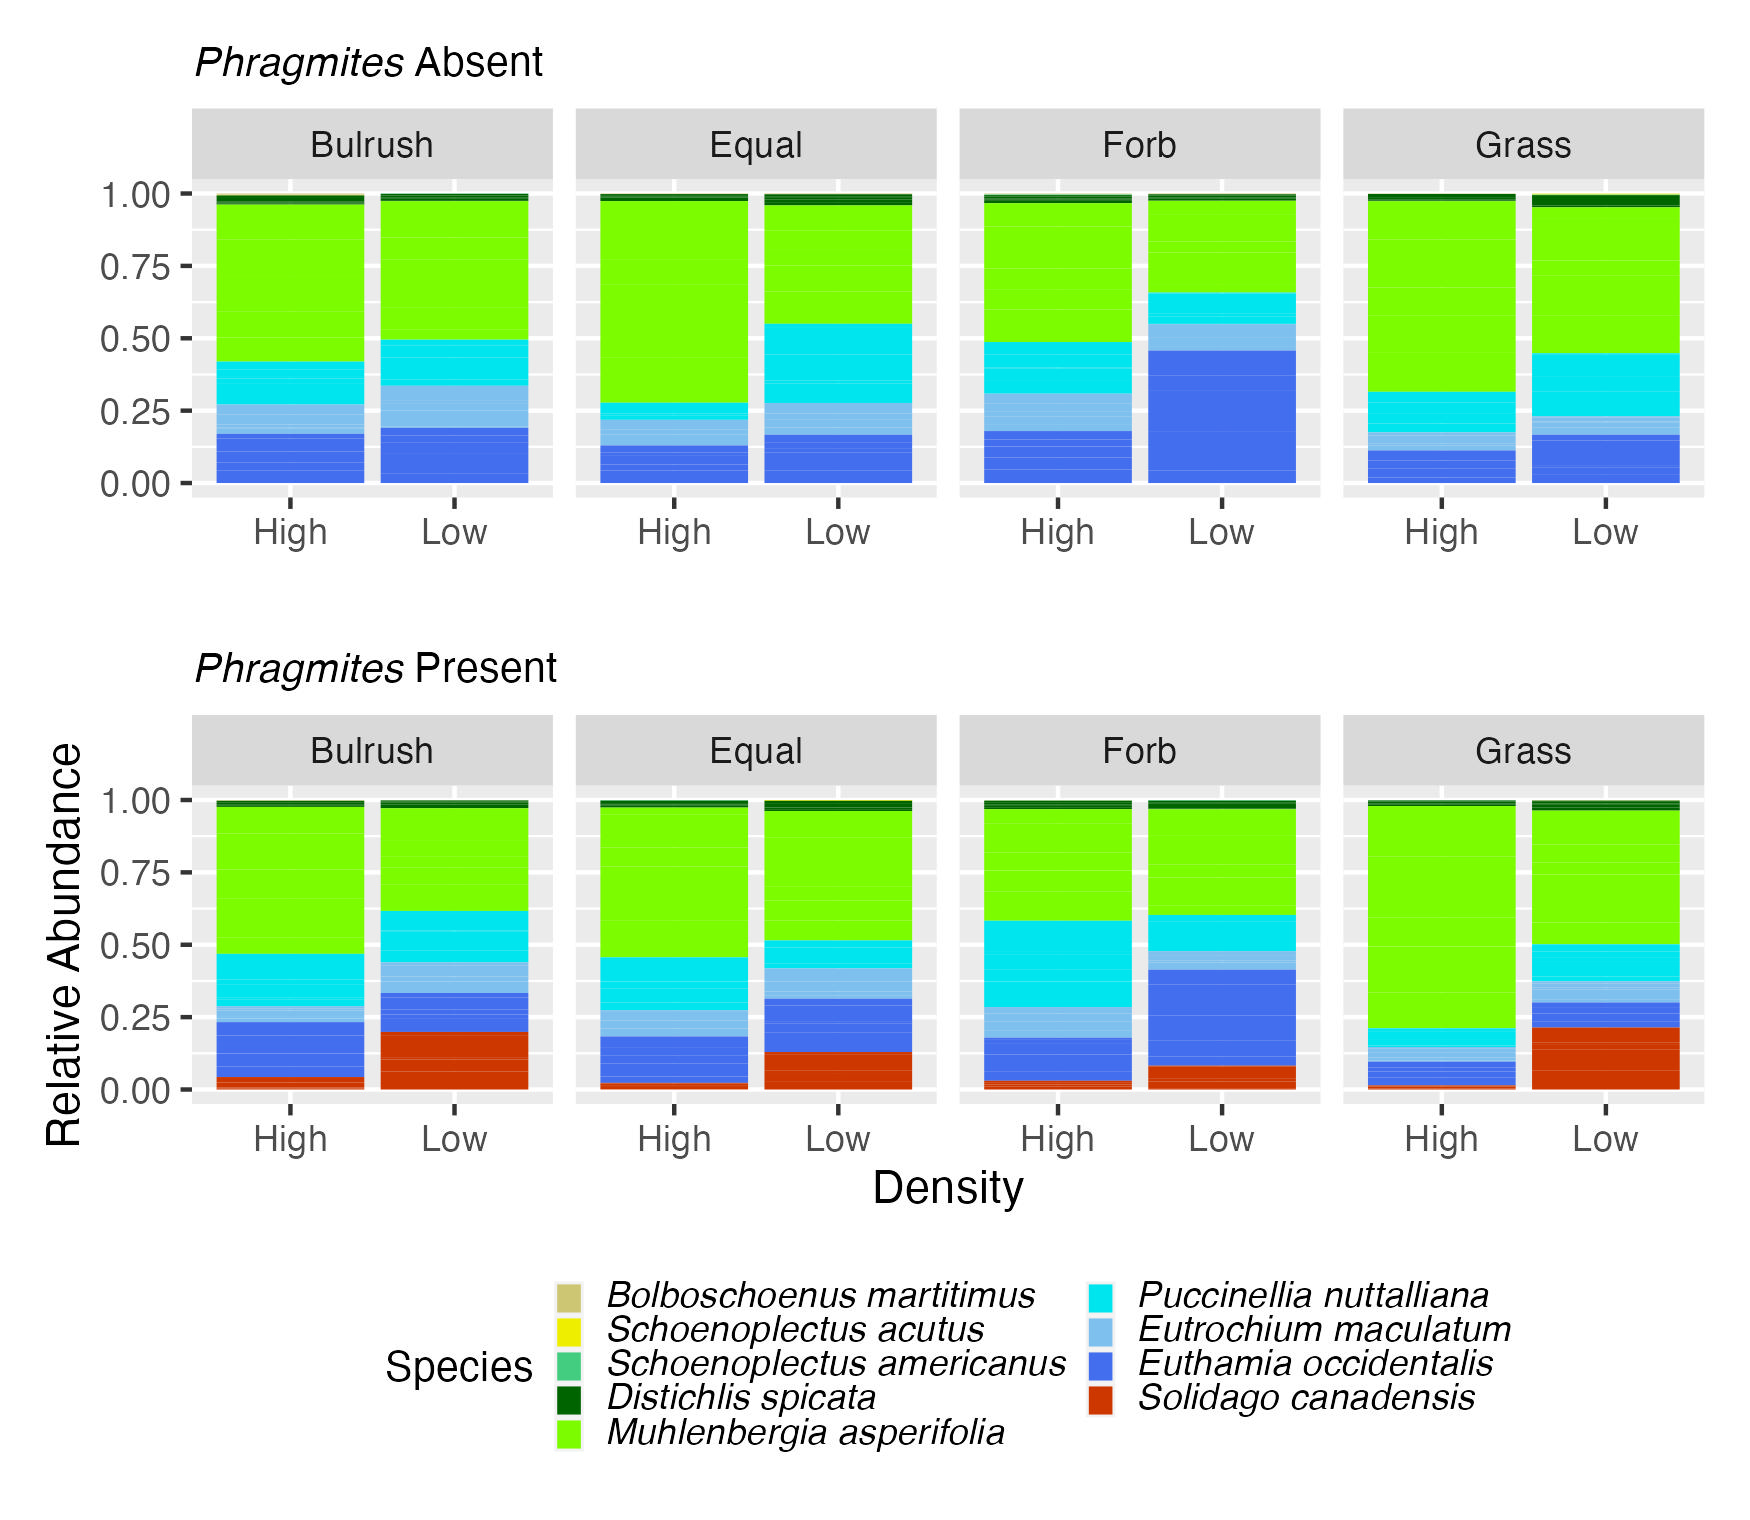 Phragmites Absent
Bulrush Equal Forb Grass
1.00
0.75
0.50
0.25
0.00
High Low High Low High Low High Low
Phragmites Present
Bulrush Equal Forb Grass
Relative Abundance
1.00
0.75
0.50
0.25
0.00
High Low High Low High Low High Low
Density
Species
Bolboschoenus martitimus
Schoenoplectus acutus
Schoenoplectus americanus
Distichlis spicata
Muhlenbergia asperifolia
Puccinellia nuttalliana
Eutrochium maculatum
Euthamia occidentalis
Solidago canadensis